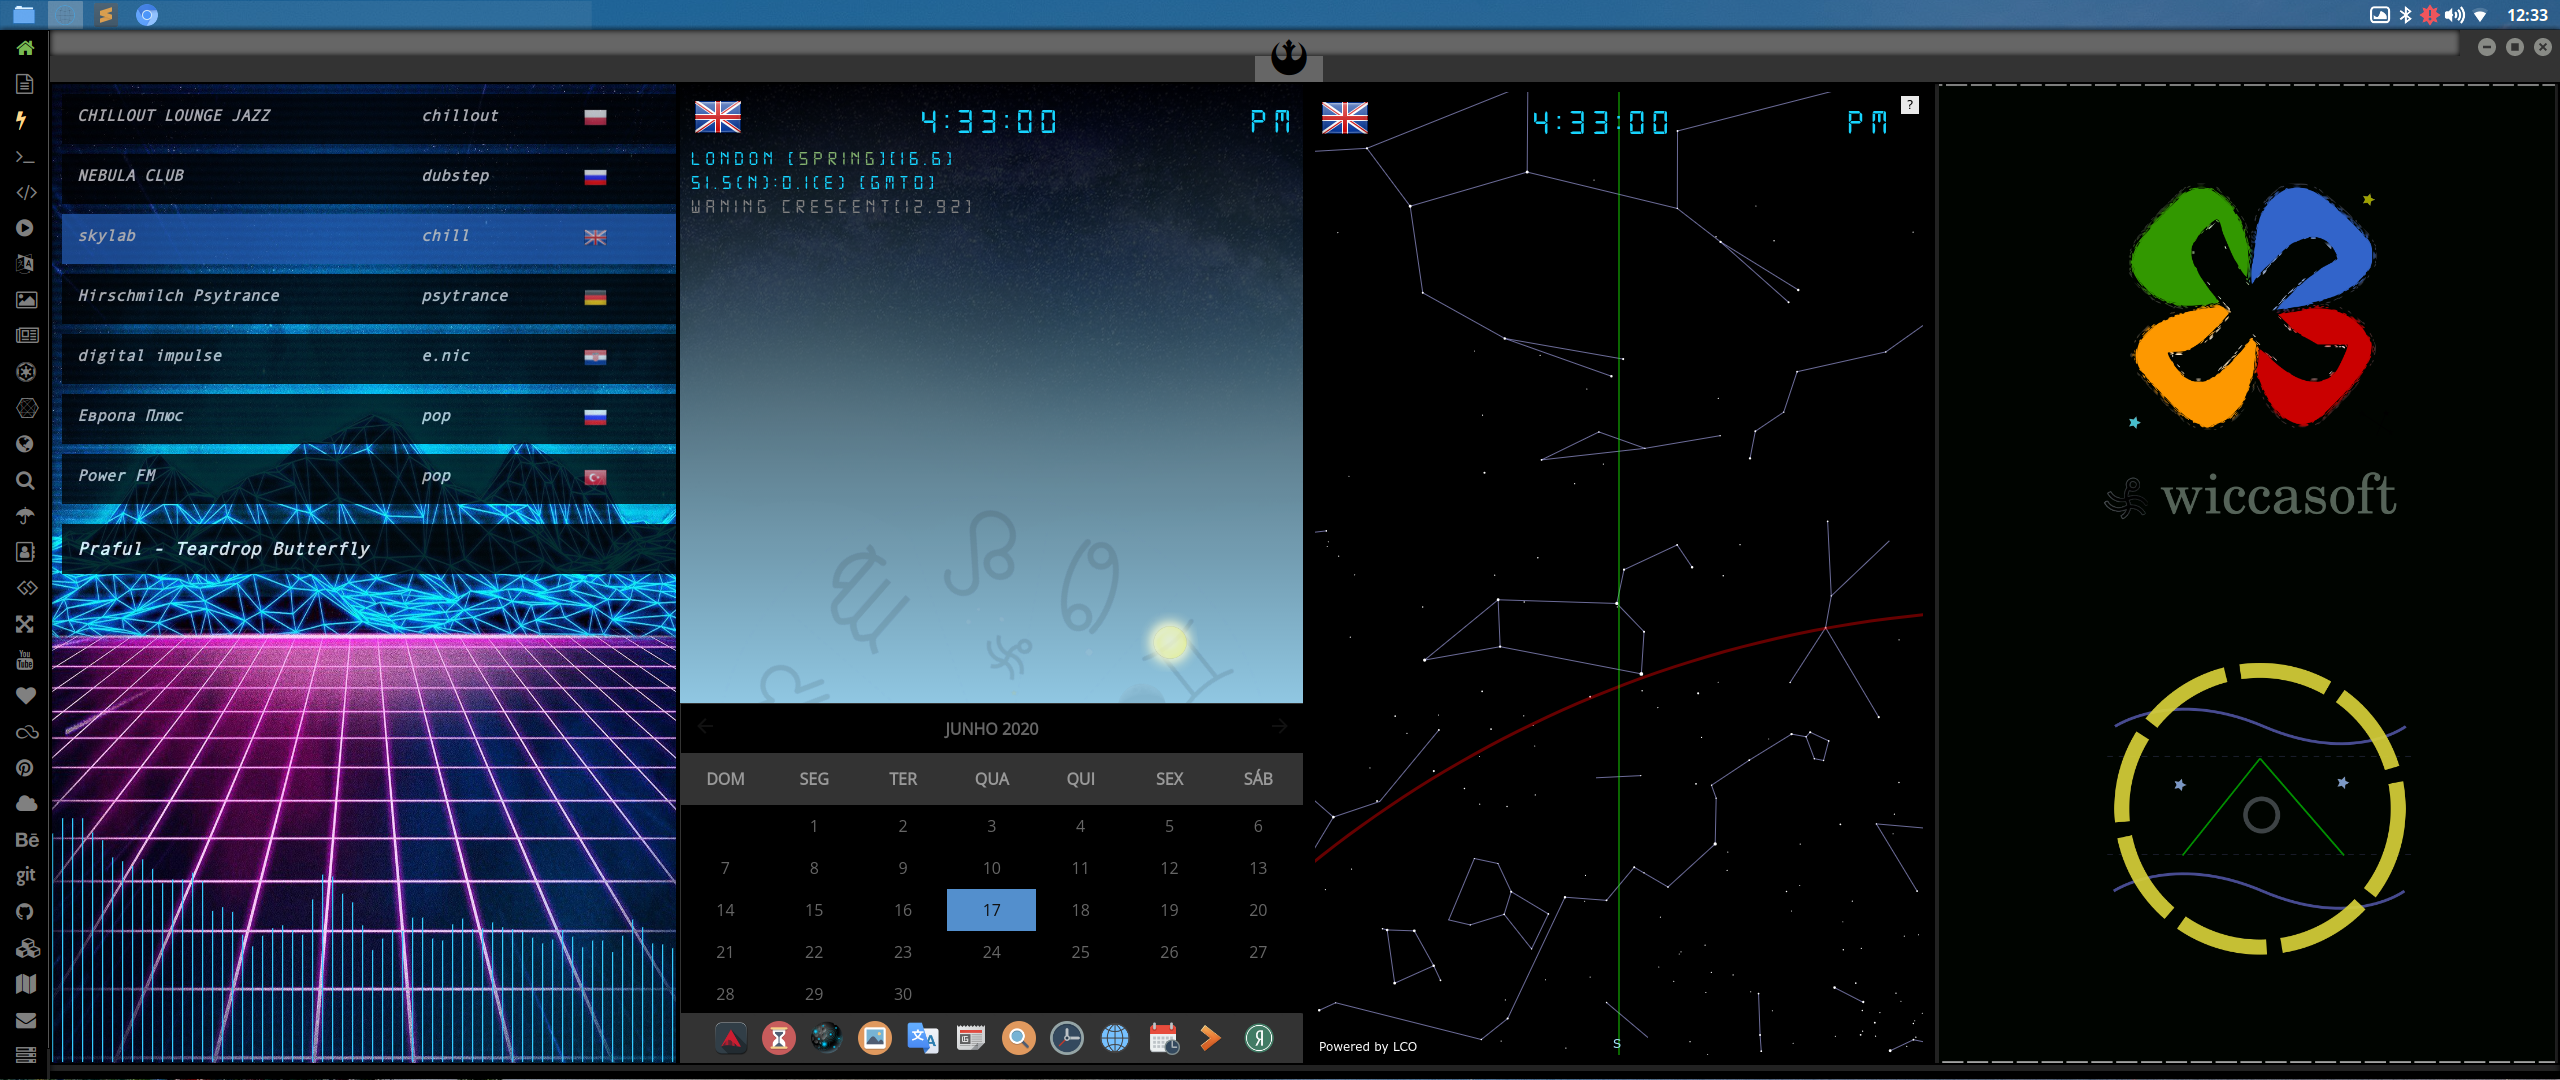 12:33
CHILLOUT LOUNGE JAZZ chillout
NEBULA CLUB dubstep
skylab chill
Hirschmilch Psytrance psytrance
digital impulse e.nic
Европа Плюс pop
Power FM pop
Praful - Teardrop Butterfly
You
Tube
Bē
git
4:33:00 PM
LONDON [SPRING][16.6]
51.5(N):0.1(E) [GMT0]
WANING CRESCENT[12.92]
JUNHO 2020
DOM SEG TER QUA QUI SEX SÁB
1 2 3 4 5 6
7 8 9 10 11 12 13
14 15 16 17 18 19 20
21 22 23 24 25 26 27
28 29 30
4:33:00 PM ?
S
Powered by LCO
wiccasoft